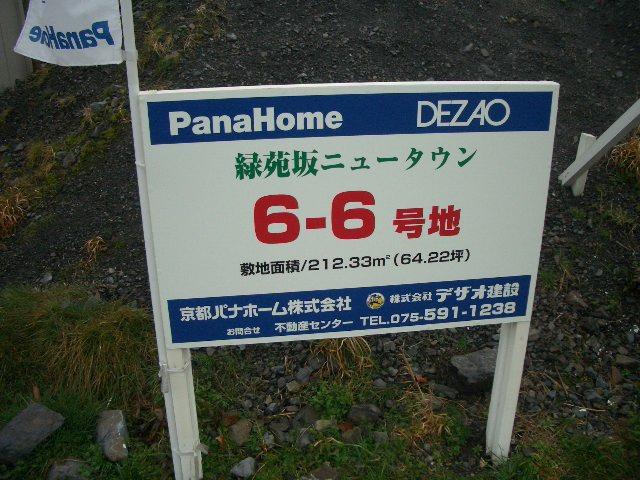 PanaHome
PanaHome DEZAO
緑苑坂ニュータウン
6-6 号地
敷地面積/212.33㎡(64.22坪)
京都パナホーム株式会社 株式会社 デザオ建設
お問合せ 不動産センター TEL.075-591-1238